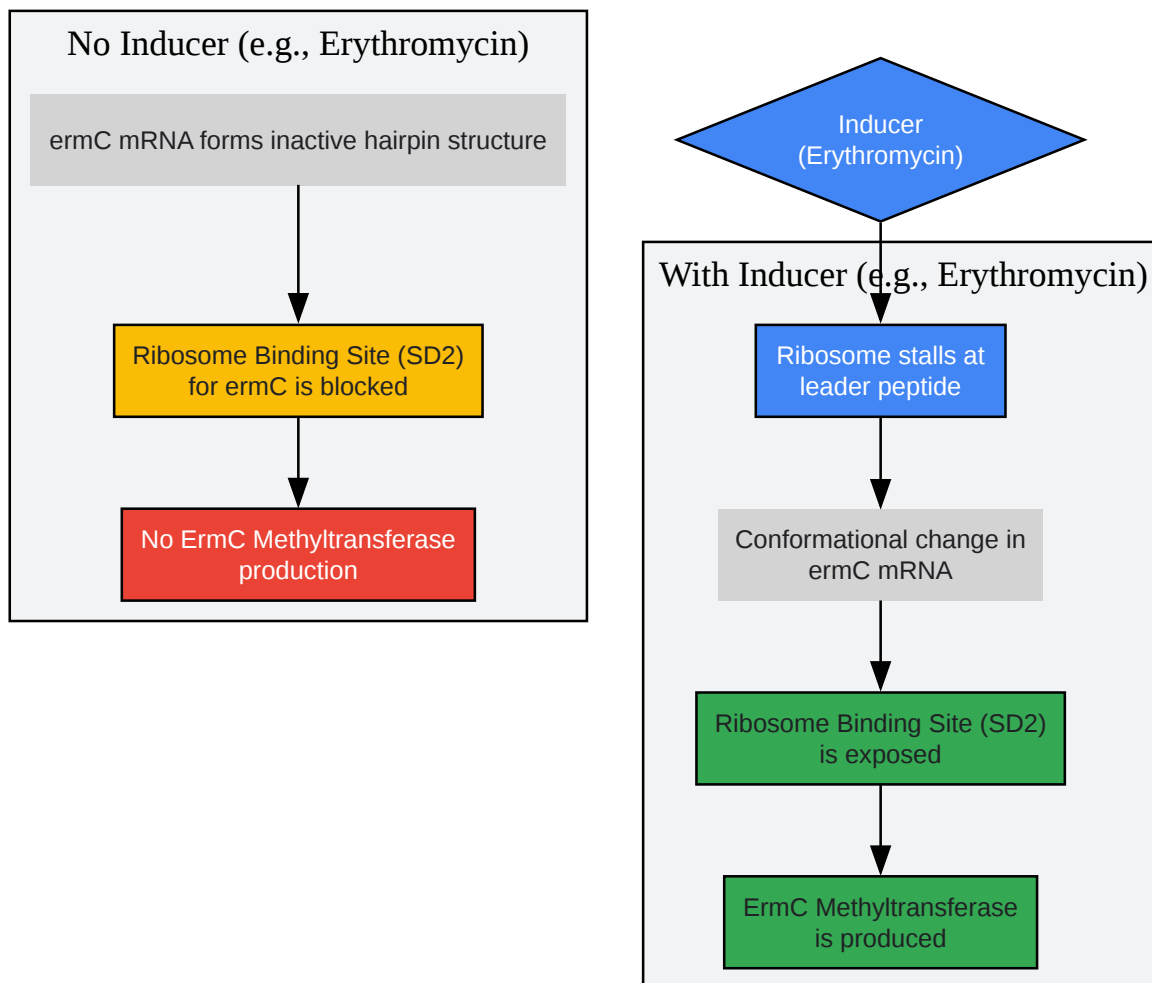 No Inducer (e.g., Erythromycin)
ermC mRNA forms inactive hairpin structure
Ribosome Binding Site (SD2)
for ermC is blocked
No ErmC Methyltransferase
production
Inducer
(Erythromycin)
With Inducer (e.g., Erythromycin)
Ribosome stalls at
leader peptide
Conformational change in
ermC mRNA
Ribosome Binding Site (SD2)
is exposed
ErmC Methyltransferase
is produced